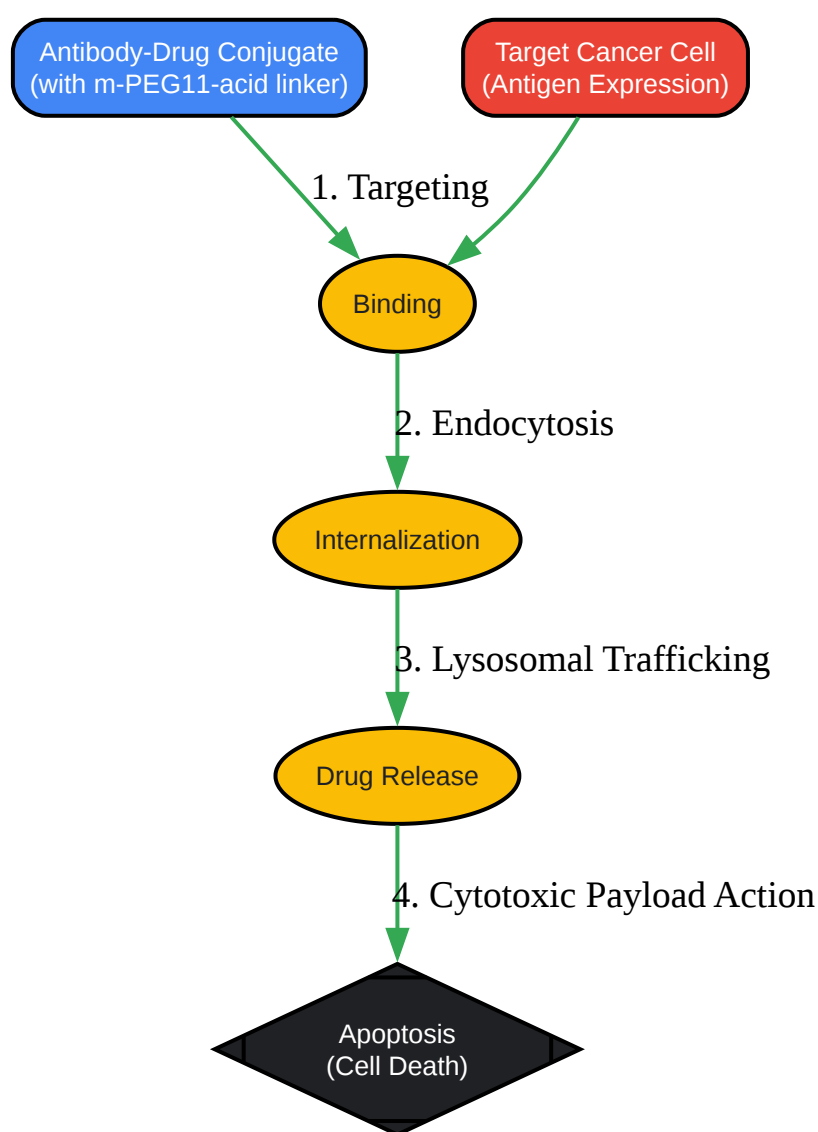 Antibody-Drug Conjugate
(with m-PEG11-acid linker)
Target Cancer Cell
(Antigen Expression)
1. Targeting
Binding
2. Endocytosis
Internalization
3. Lysosomal Trafficking
Drug Release
4. Cytotoxic Payload Action
Apoptosis
(Cell Death)